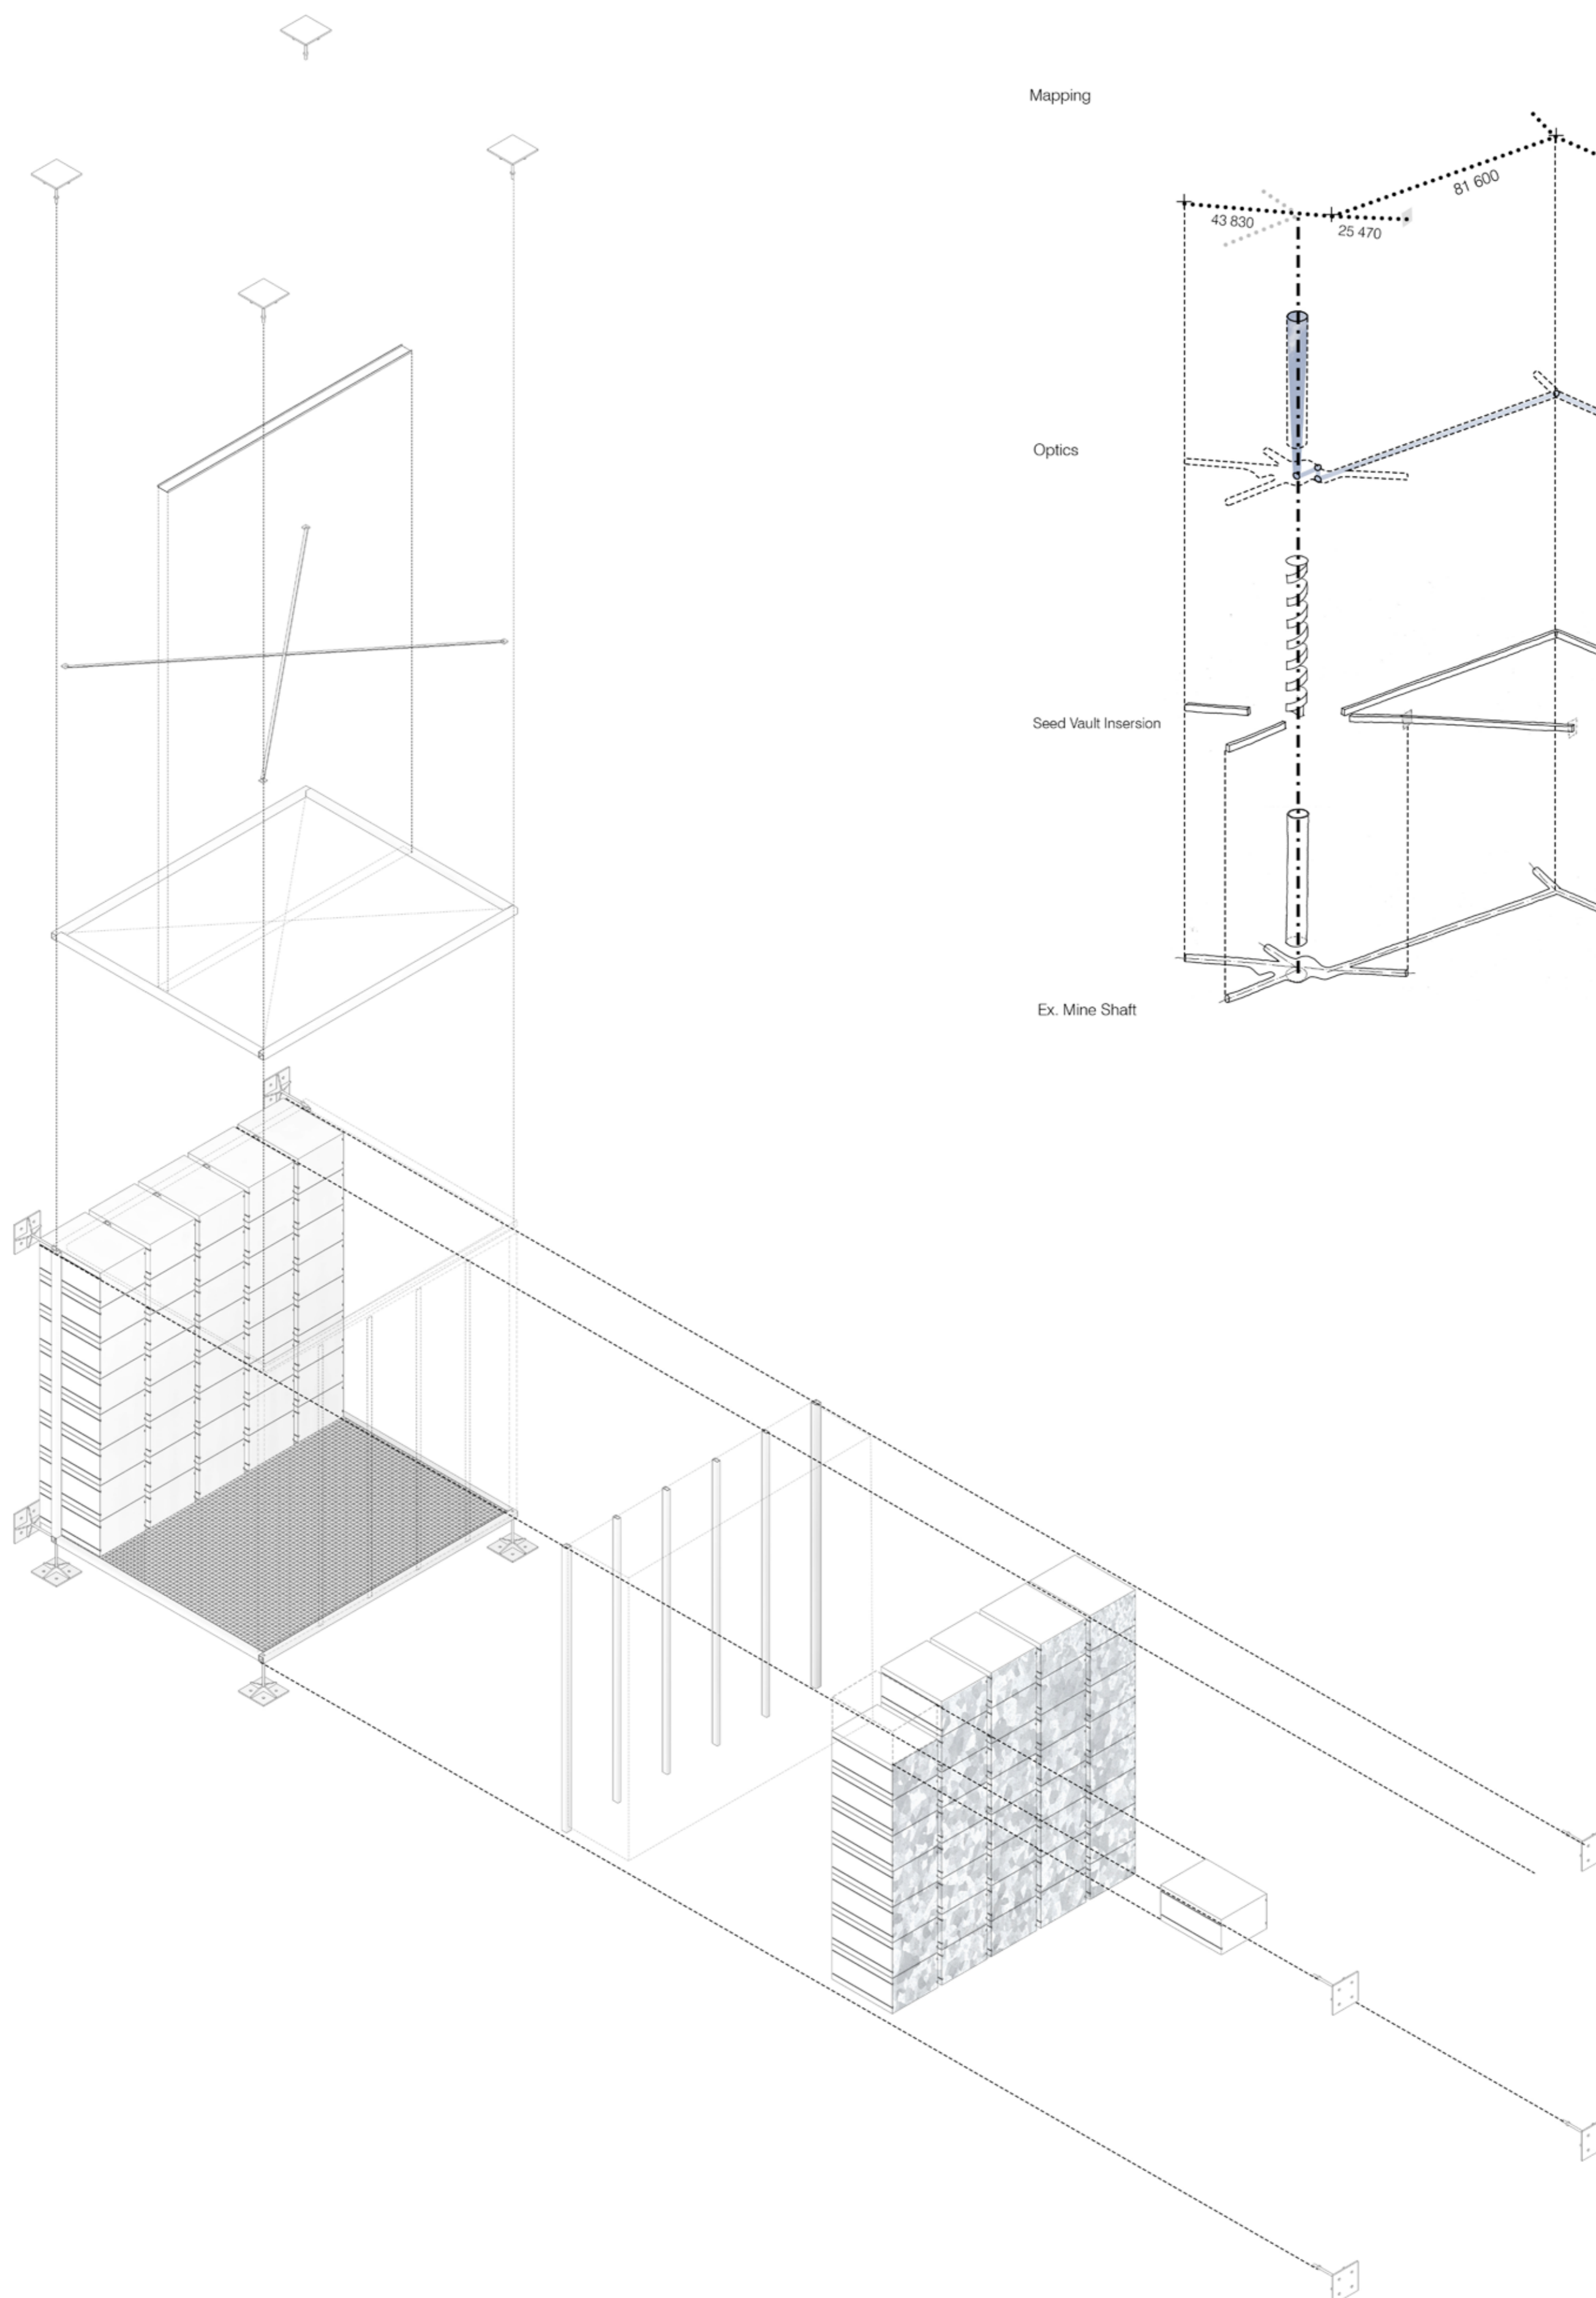 Mapping
81 600
43 830
25 470
Optics
Seed Vault Insersion
Ex. Mine Shaft